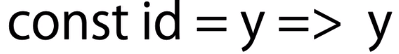 const id = y => y